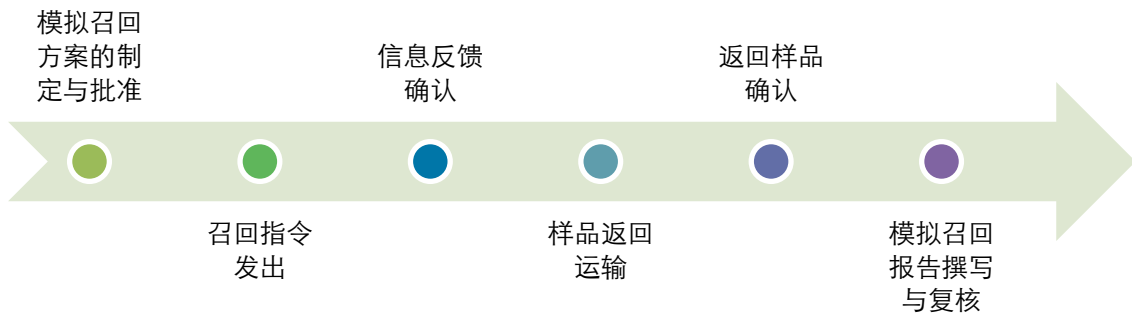 模拟召回
方案的制
定与批准
召回指令
发出
信息反馈
确认
样品返回
运输
返回样品
确认
模拟召回
报告撰写
与复核